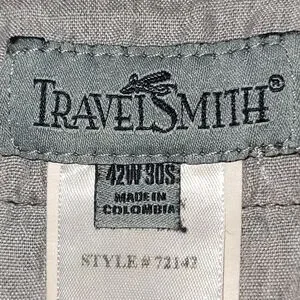 TRAVELSMITH®
42W 30S
MADE IN
COLOMBIA
STYLE # 72142